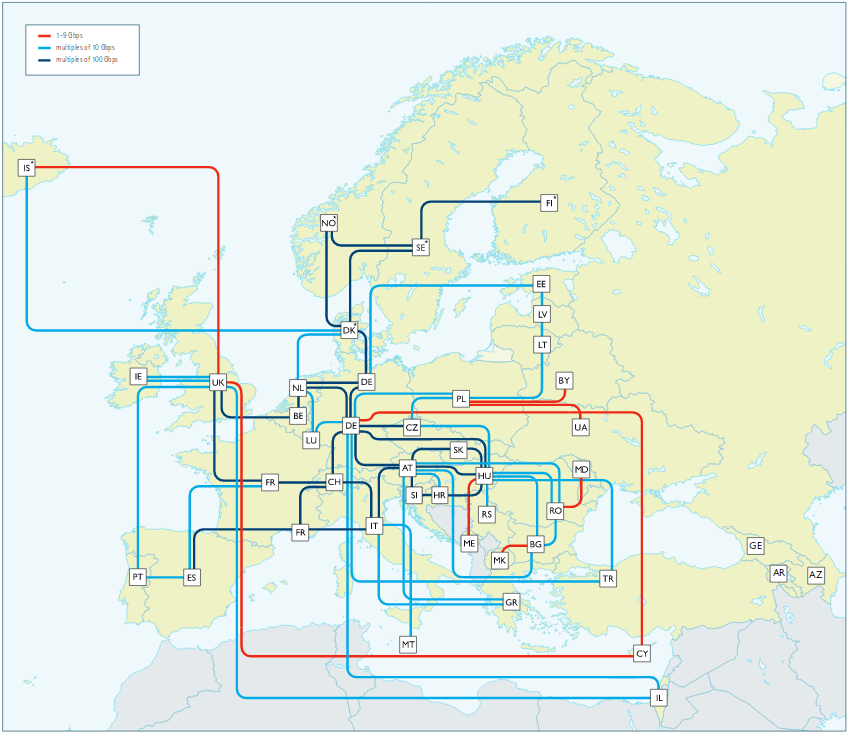 1-9 Gbps
multiples of 10 Gbps
multiples of 100 Gbps
IS*
FI*
NO*
SE*
EE
LV
DK*
LT
IE
UK
NL
DE
BY
PL
BE
DE
CZ
UA
LU
SK
AT
MD
HU
FR
CH
SI
HR
RS
RO
IT
FR
ME
BG
GE
MK
PT
ES
TR
AR
AZ
GR
MT
CY
IL